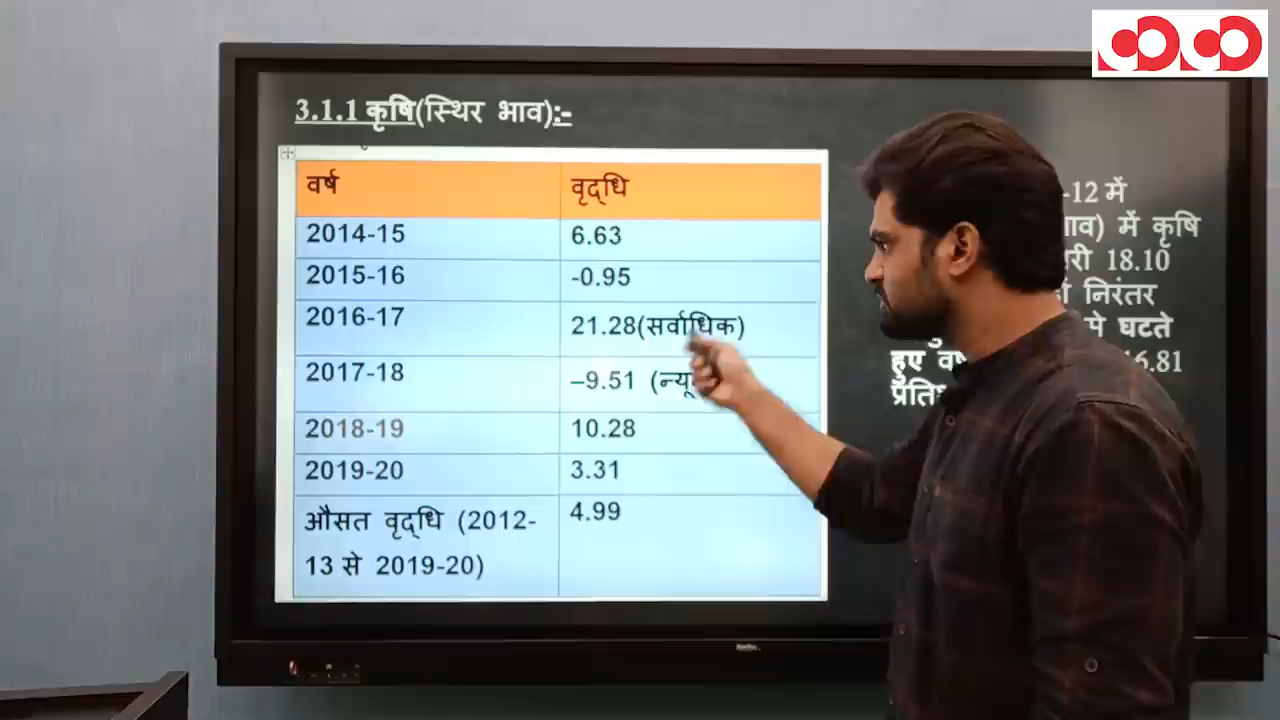 3.1.1 कृषि(स्थिर भाव):-
वर्ष वृद्धि
2014-15 6.63
2015-16 -0.95
2016-17 21.28(सर्वाधिक)
2017-18 –9.51
2018-19 10.28
2019-20 3.31
औसत वृद्धि (2012- 4.99
13 से 2019-20)
-12 में
में कृषि
18.10
निरंतर
घटते
हुए